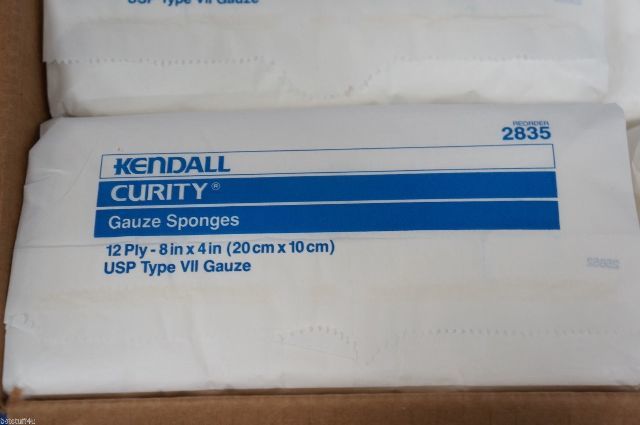 USP Type VII Gauze
REORDER
2835
KENDALL
CURITY®
Gauze Sponges
12 Ply - 8 in x 4 in (20 cm x 10 cm)
USP Type VII Gauze
botstuff4u